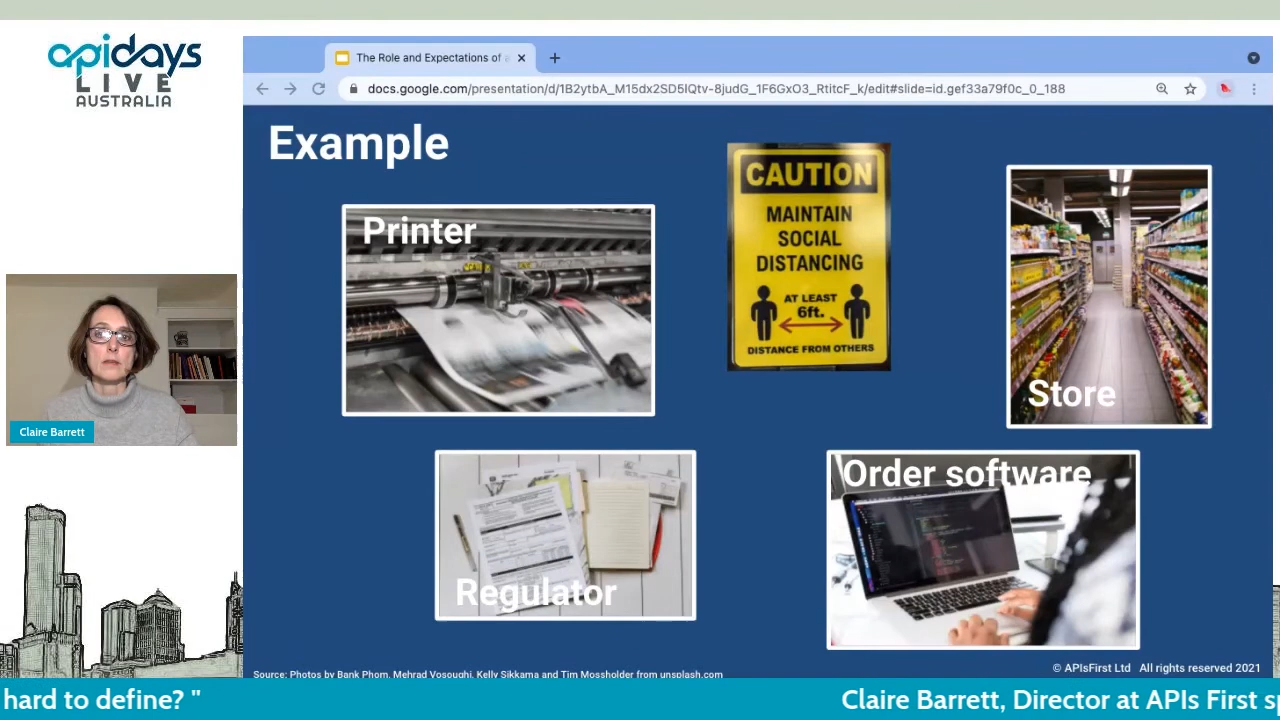 apidays
LIVE
AUSTRALIA
The Role and Expectations of
docs.google.com/presentation/d/1B2ytbA_M15dx2SD5IQtv-8judG_1F6GxO3_RtitcF_k/edit#slide=id.gef33a79f0c_0_188
Example
Printer
CAUTION
MAINTAIN
SOCIAL
DISTANCING
AT LEAST
6ft.
DISTANCE FROM OTHERS
Store
Claire Barrett
Regulator
Order software
Source: Photos by Bank Phom, Mehrad Vosoughi, Kelly Sikkama and Tim Mossholder from unsplash.com
© APIsFirst Ltd All rights reserved 2021
hard to define? "
Claire Barrett, Director at APIs First